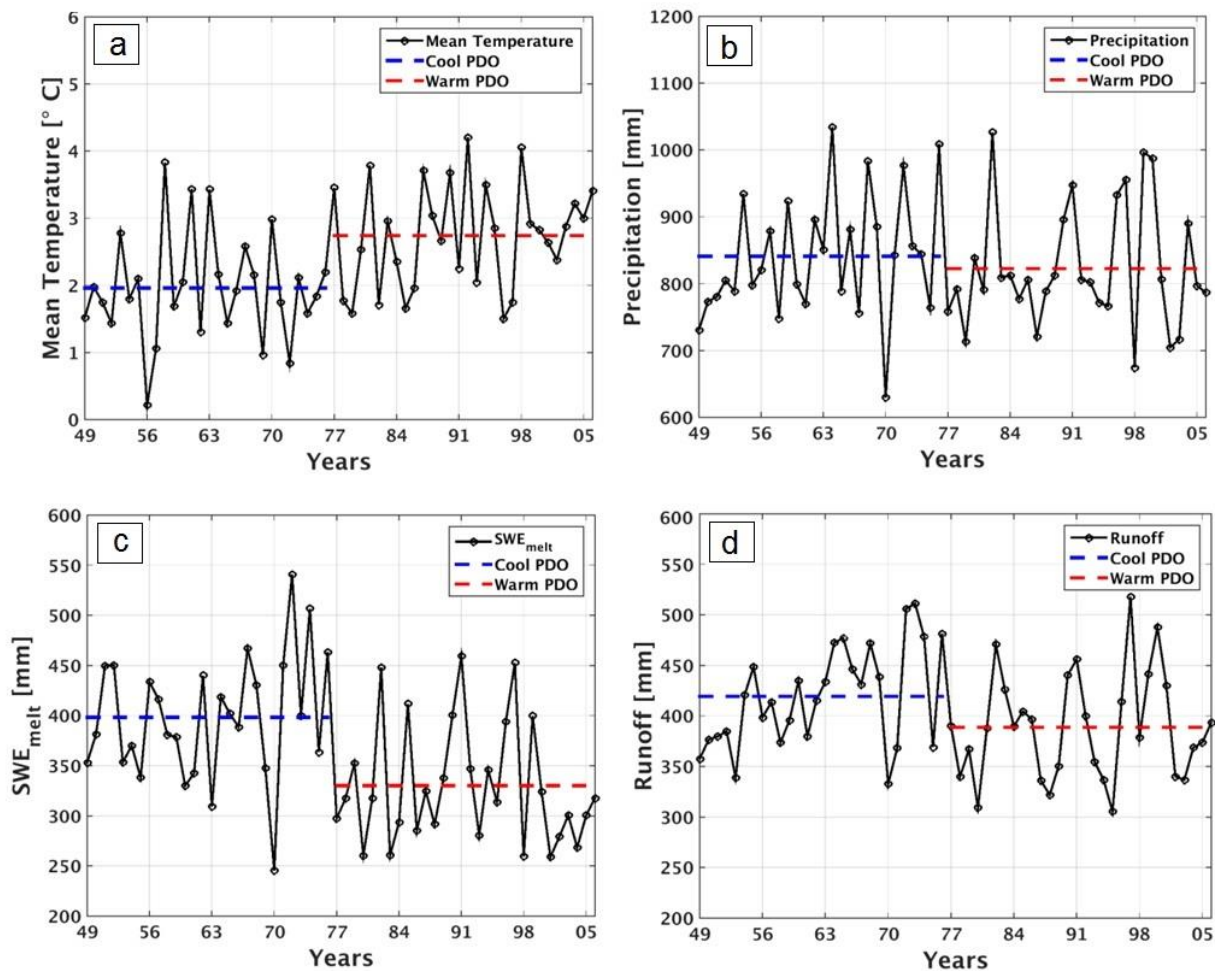 a
6
5
4
3
2
1
0
Mean Temperature [° C]
Mean Temperature
Cool PDO
Warm PDO
49 56 63 70 77 84 91 98 05
Years
b
1200
1100
1000
900
800
700
600
Precipitation [mm]
Precipitation
Cool PDO
Warm PDO
49 56 63 70 77 84 91 98 05
Years
c
600
550
500
450
400
350
300
250
200
SWEmelt [mm]
SWEmelt
Cool PDO
Warm PDO
49 56 63 70 77 84 91 98 05
Years
d
600
550
500
450
400
350
300
250
200
Runoff [mm]
Runoff
Cool PDO
Warm PDO
49 56 63 70 77 84 91 98 05
Years